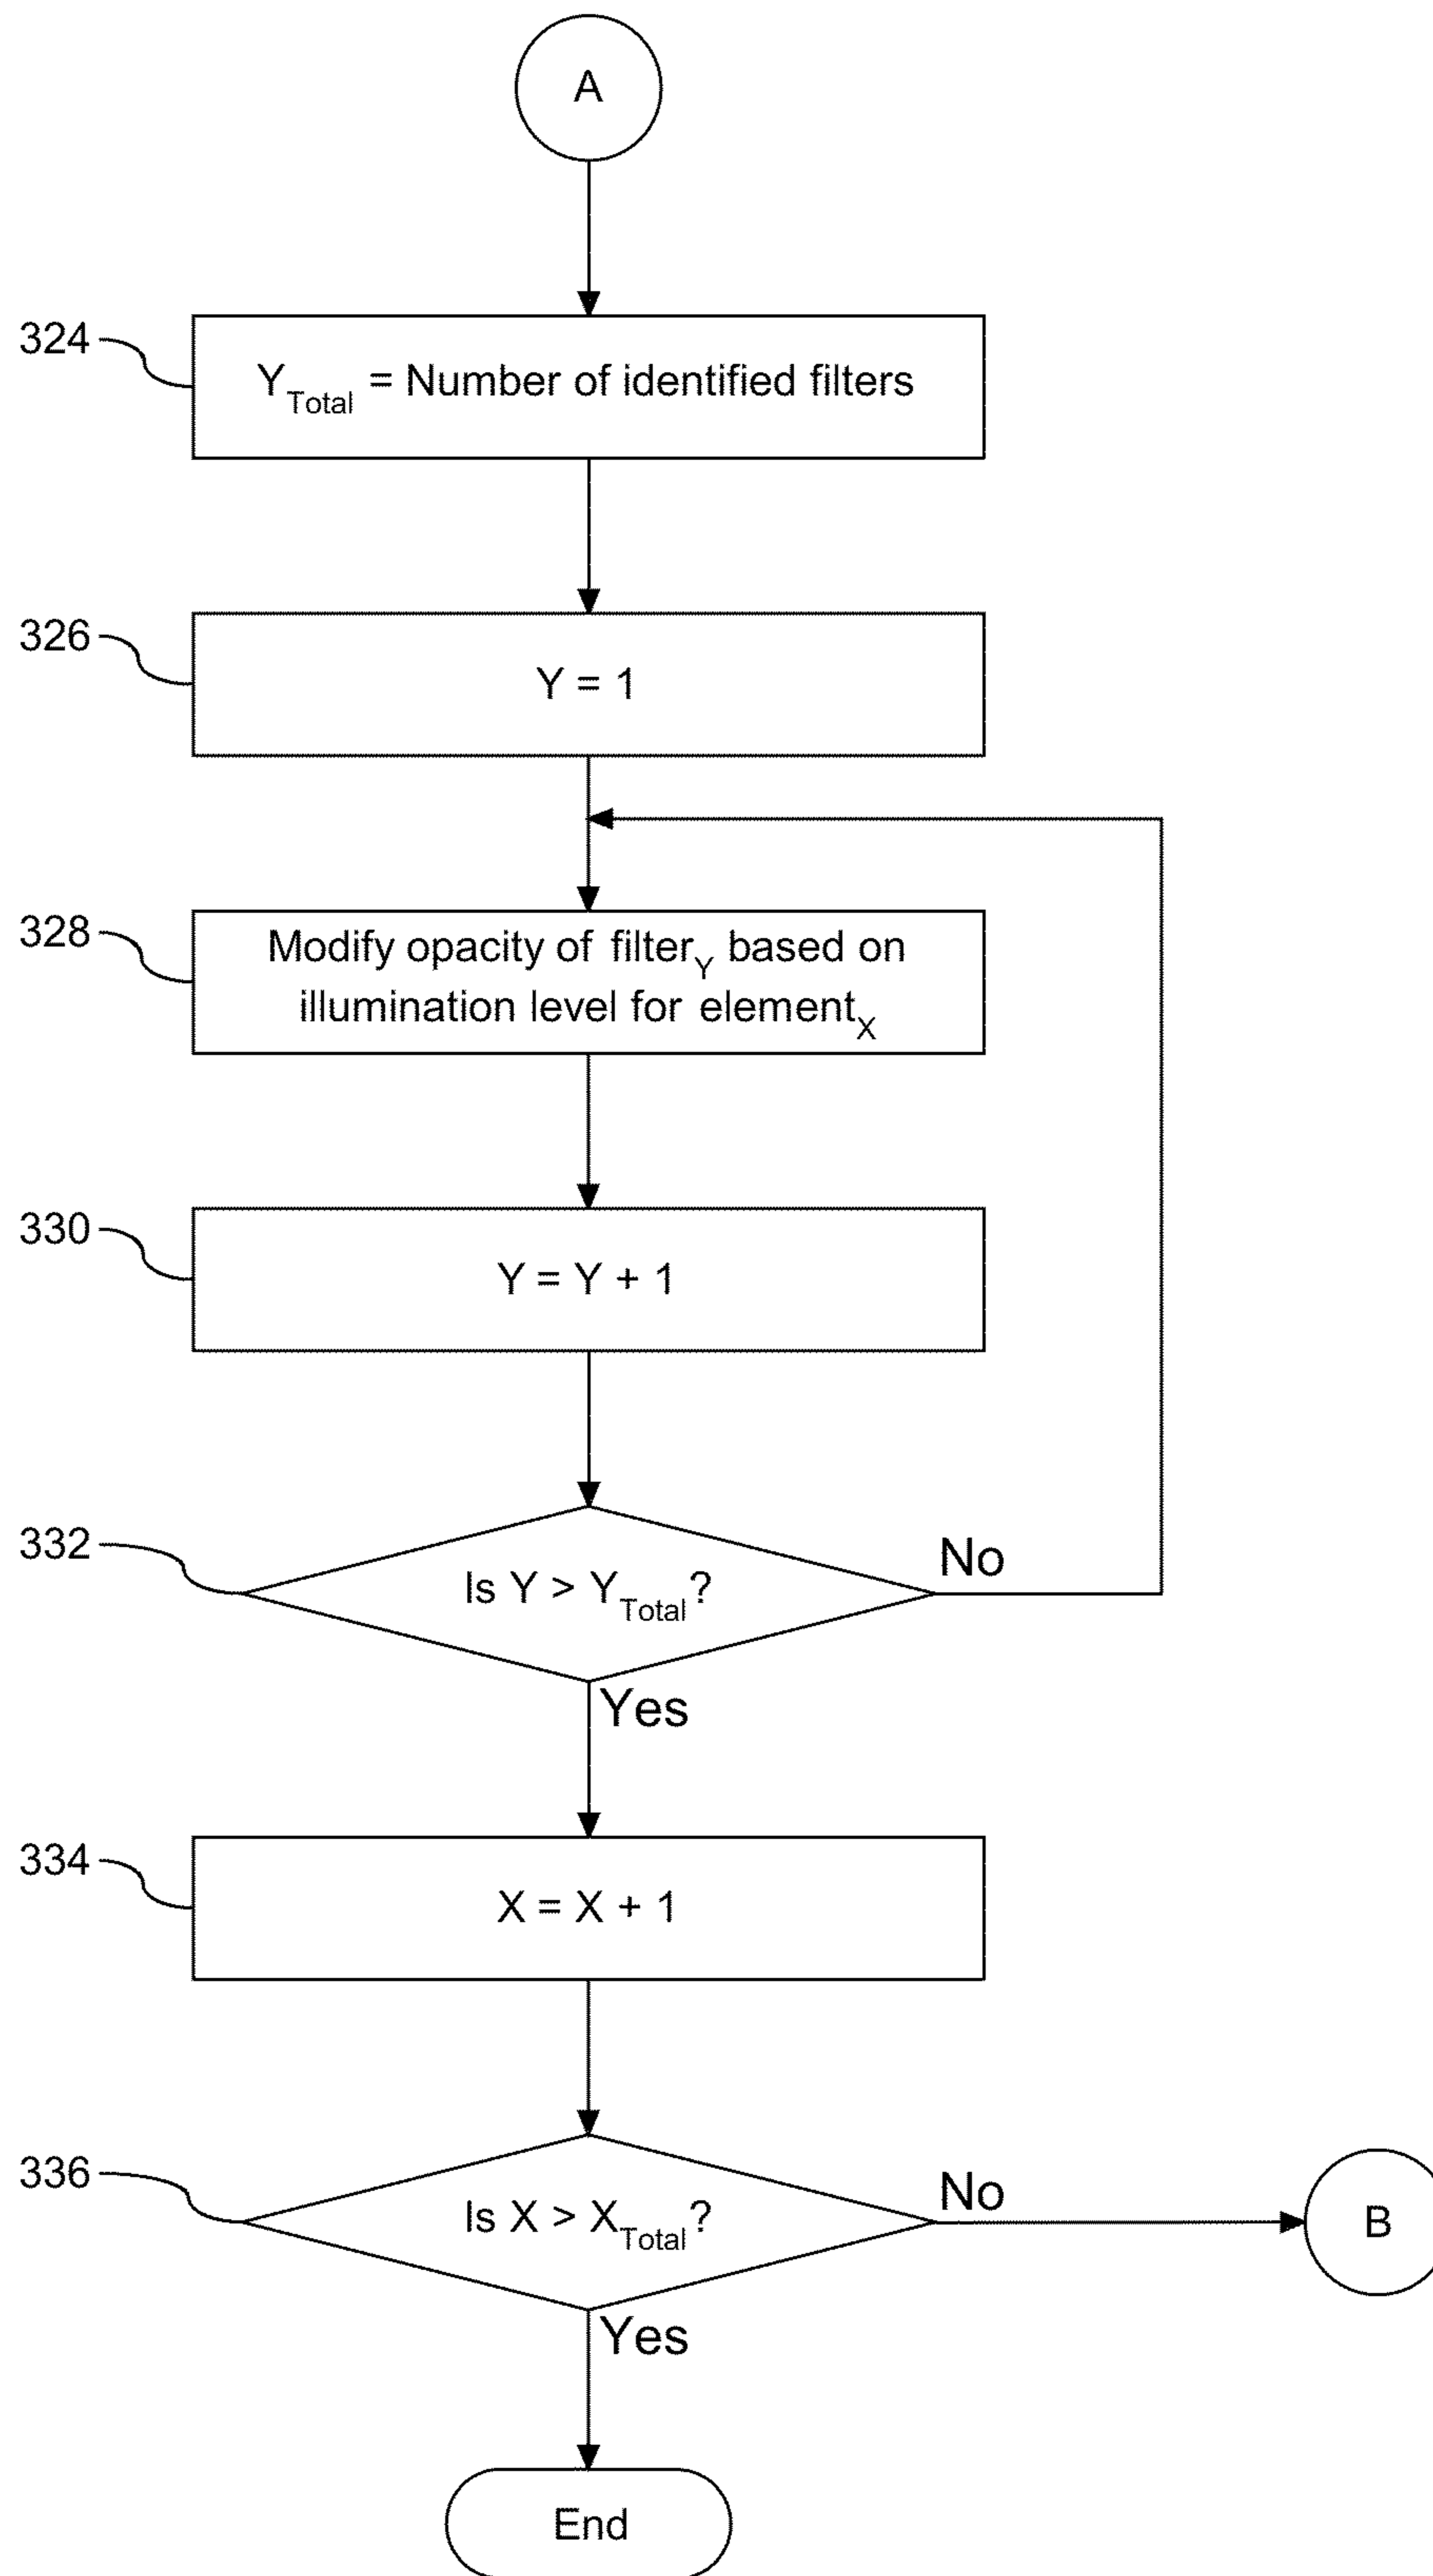 A
324
Y_Total = Number of identified filters
326
Y = 1
328
Modify opacity of filter_Y based on
illumination level for element_X
330
Y = Y + 1
332
Is Y > Y_Total?
No
Yes
334
X = X + 1
336
Is X > X_Total?
No
B
Yes
End